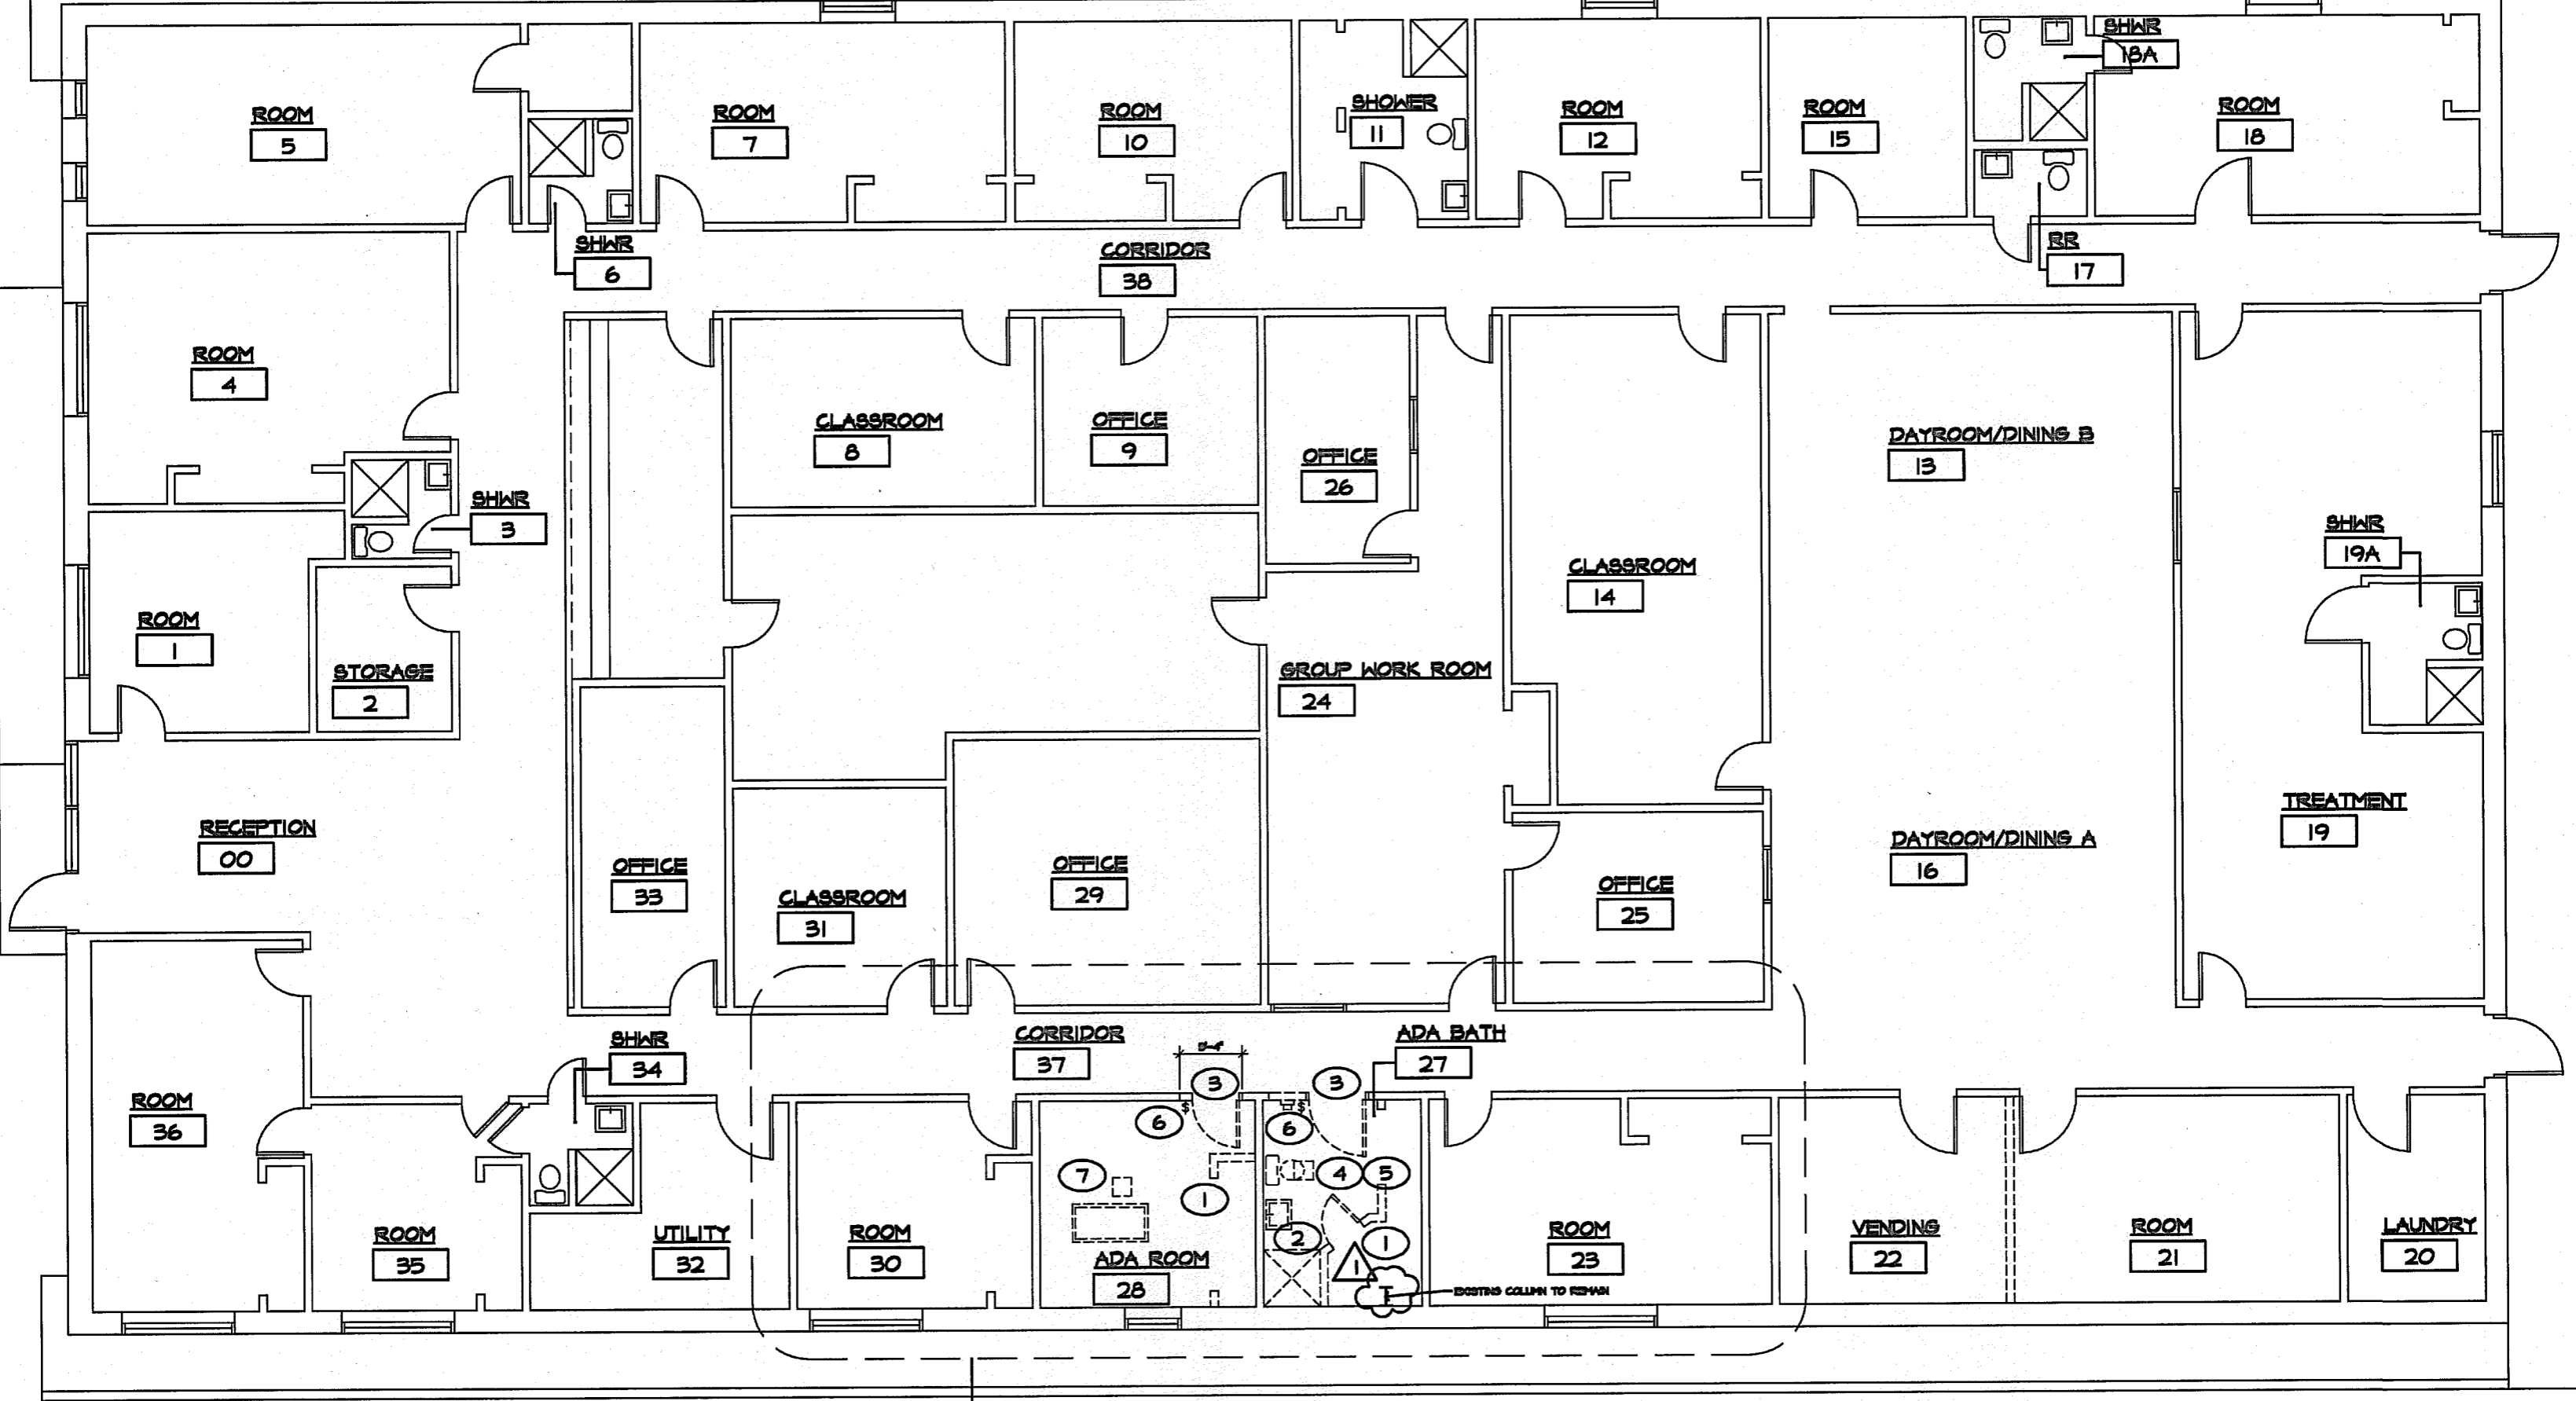 ROOM
5
ROOM
7
ROOM
10
SHOWER
11
ROOM
12
ROOM
15
SHWR
18A
ROOM
18
SHWR
6
CORRIDOR
38
RR
17
ROOM
4
CLASSROOM
8
OFFICE
9
OFFICE
26
DAYROOM/DINING B
13
SHWR
3
CLASSROOM
14
SHWR
19A
ROOM
1
STORAGE
2
GROUP WORK ROOM
24
RECEPTION
00
OFFICE
33
CLASSROOM
31
OFFICE
29
OFFICE
25
DAYROOM/DINING A
16
TREATMENT
19
SHWR
34
CORRIDOR
37
ADA BATH
27
3
3
$
$
6
6
ROOM
36
7
1
4
5
2
1
1
ROOM
35
UTILITY
32
ROOM
30
ADA ROOM
28
EXISTING COLUMN TO REMAIN
ROOM
23
VENDING
22
ROOM
21
LAUNDRY
20